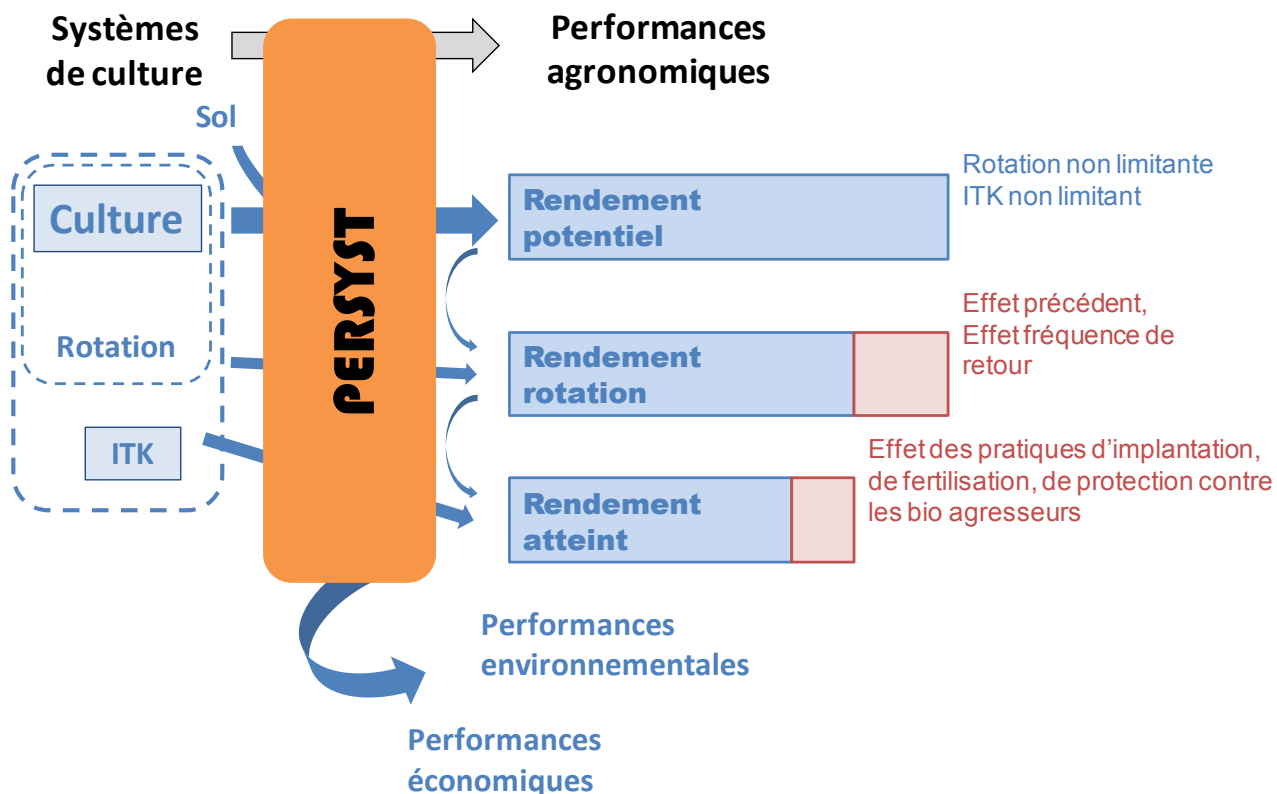 Systèmes
de culture
Performances
agronomiques
Sol
Culture
Rotation
ITK
PERSYST
Rendement
potentiel
Rotation non limitante
ITK non limitant
Rendement
rotation
Effet précédent,
Effet fréquence de
retour
Rendement
atteint
Effet des pratiques d'implantation,
de fertilisation, de protection contre
les bio agresseurs
Performances
environnementales
Performances
économiques